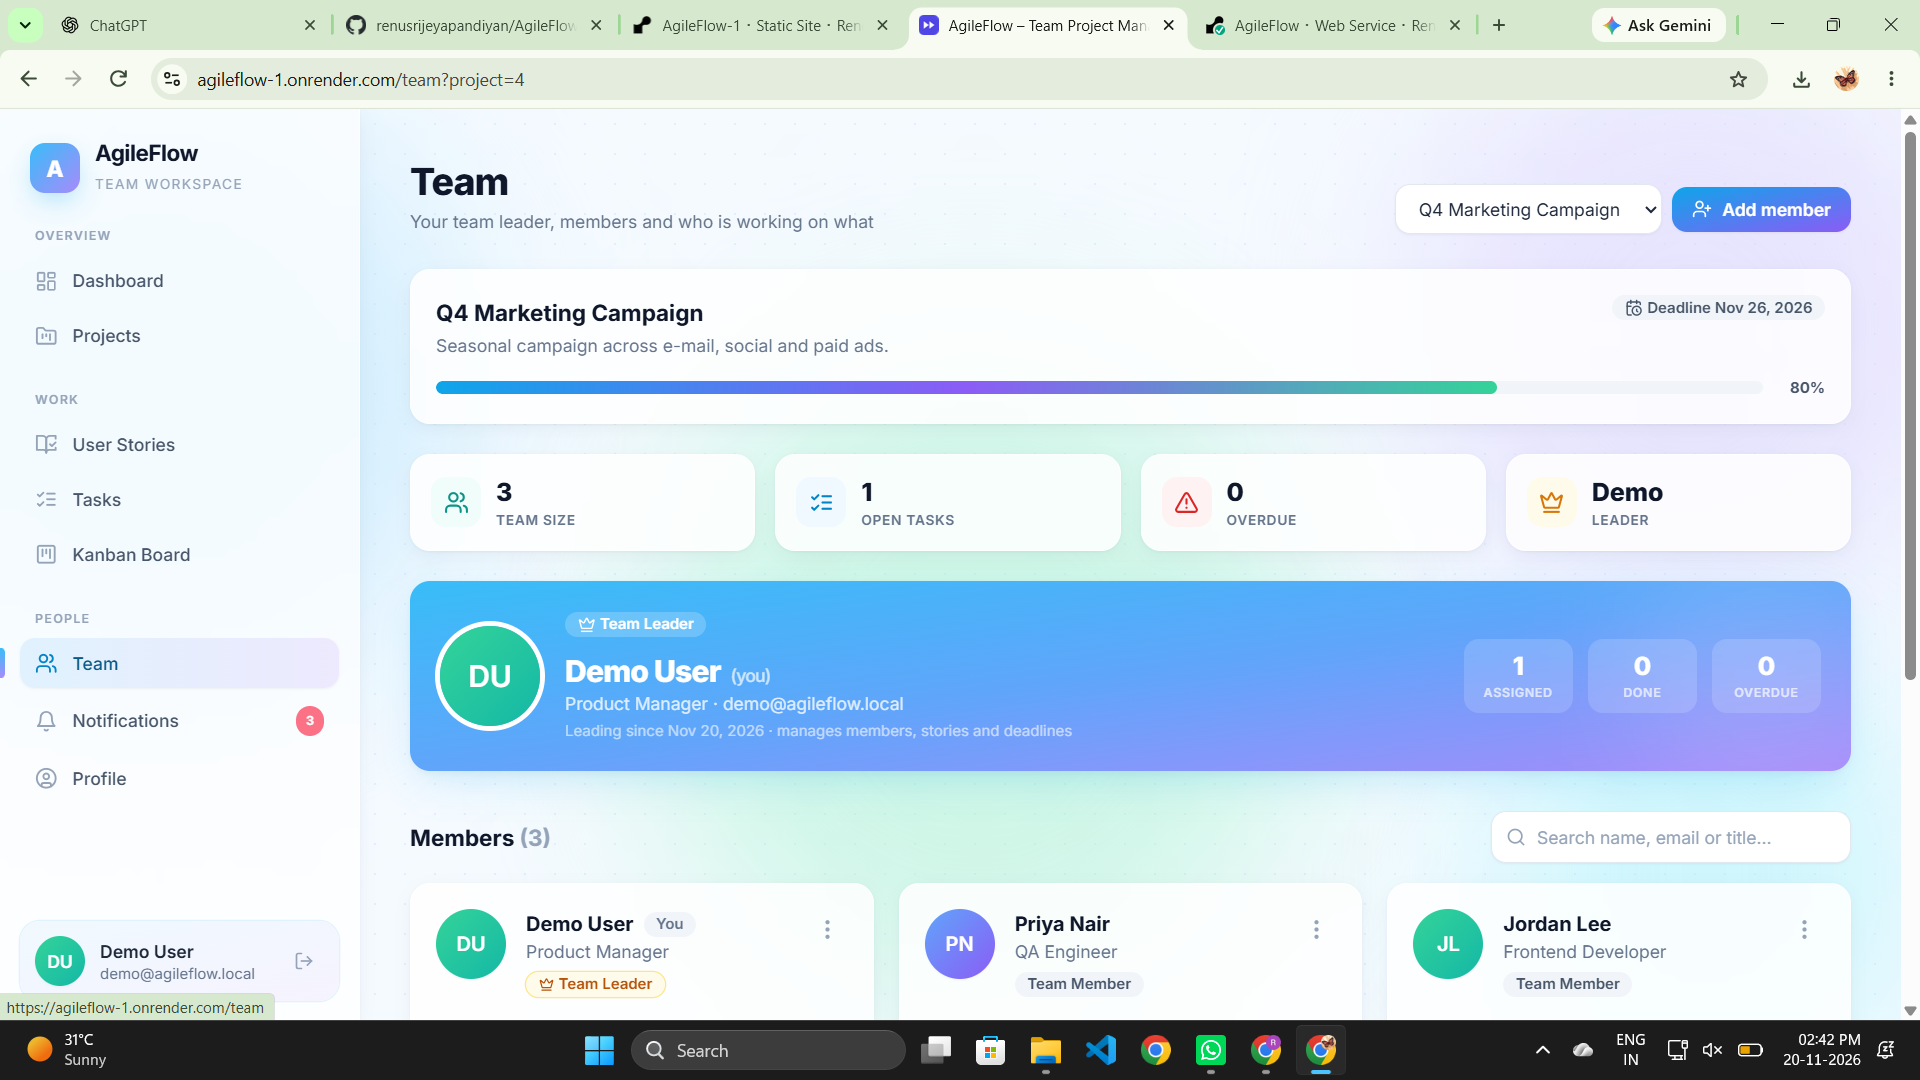 ChatGPT
renusrijeyapandiyan/AgileFlow
AgileFlow-1 · Static Site · Ren
AgileFlow – Team Project Man
AgileFlow · Web Service · Ren
Ask Gemini
agileflow-1.onrender.com/team?project=4
A
AgileFlow
TEAM WORKSPACE
OVERVIEW
Dashboard
Projects
WORK
User Stories
Tasks
Kanban Board
PEOPLE
Team
Notifications
3
Profile
DU
Demo User
demo@agileflow.local
https://agileflow-1.onrender.com/team
Team
Your team leader, members and who is working on what
Q4 Marketing Campaign
Add member
Q4 Marketing Campaign
Deadline Nov 26, 2026
Seasonal campaign across e-mail, social and paid ads.
80%
3
TEAM SIZE
1
OPEN TASKS
0
OVERDUE
Demo
LEADER
DU
Team Leader
Demo User (you)
Product Manager · demo@agileflow.local
Leading since Nov 20, 2026 · manages members, stories and deadlines
1
ASSIGNED
0
DONE
0
OVERDUE
Members (3)
Search name, email or title...
DU
Demo User
You
Product Manager
Team Leader
PN
Priya Nair
QA Engineer
Team Member
JL
Jordan Lee
Frontend Developer
Team Member
31°C
Sunny
Search
R
ENG
IN
02:42 PM
20-11-2026